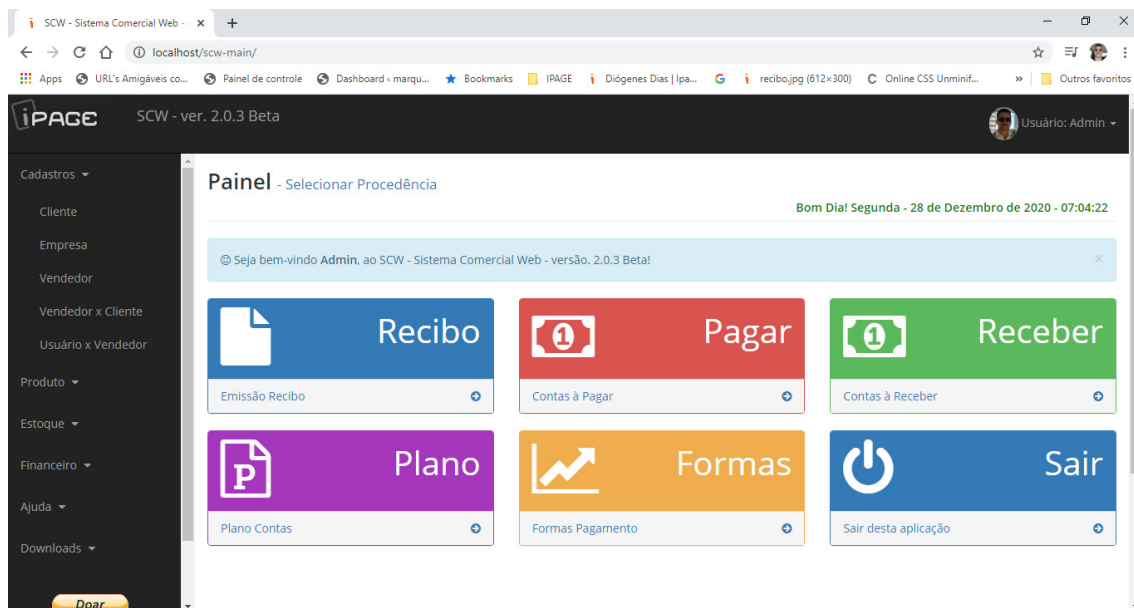 SCW - Sistema Comercial Web -
localhost/scw-main/
Apps URL's Amigáveis co... Painel de controle Dashboard ‹ marqu... Bookmarks IPAGE Diógenes Dias | Ipa... recibo.jpg (612×300) Online CSS Unminif... » Outros favoritos
iPAGE SCW - ver. 2.0.3 Beta Usuário: Admin
Cadastros
Cliente
Empresa
Vendedor
Vendedor x Cliente
Usuário x Vendedor
Produto
Estoque
Financeiro
Ajuda
Downloads
Doar
Painel - Selecionar Procedência
Bom Dia! Segunda - 28 de Dezembro de 2020 - 07:04:22
Seja bem-vindo Admin, ao SCW - Sistema Comercial Web - versão. 2.0.3 Beta! ×
Recibo
Emissão Recibo
1 Pagar
Contas à Pagar
1 Receber
Contas à Receber
P Plano
Plano Contas
Formas
Formas Pagamento
Sair
Sair desta aplicação